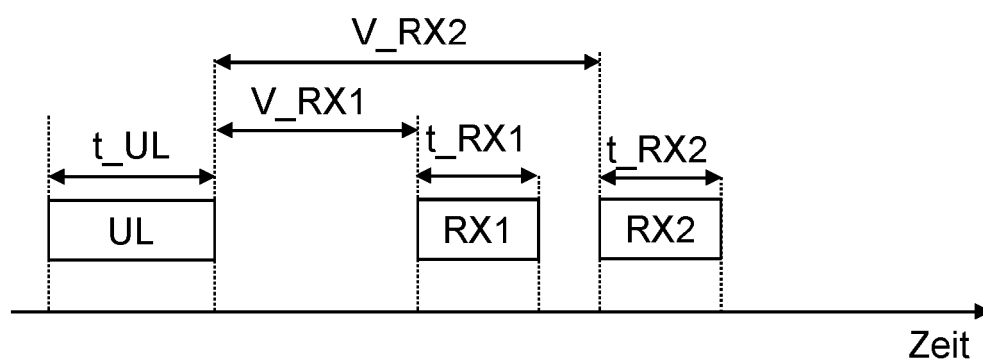 V_RX2
V_RX1
t_UL
t_RX1
t_RX2
UL
RX1
RX2
Zeit